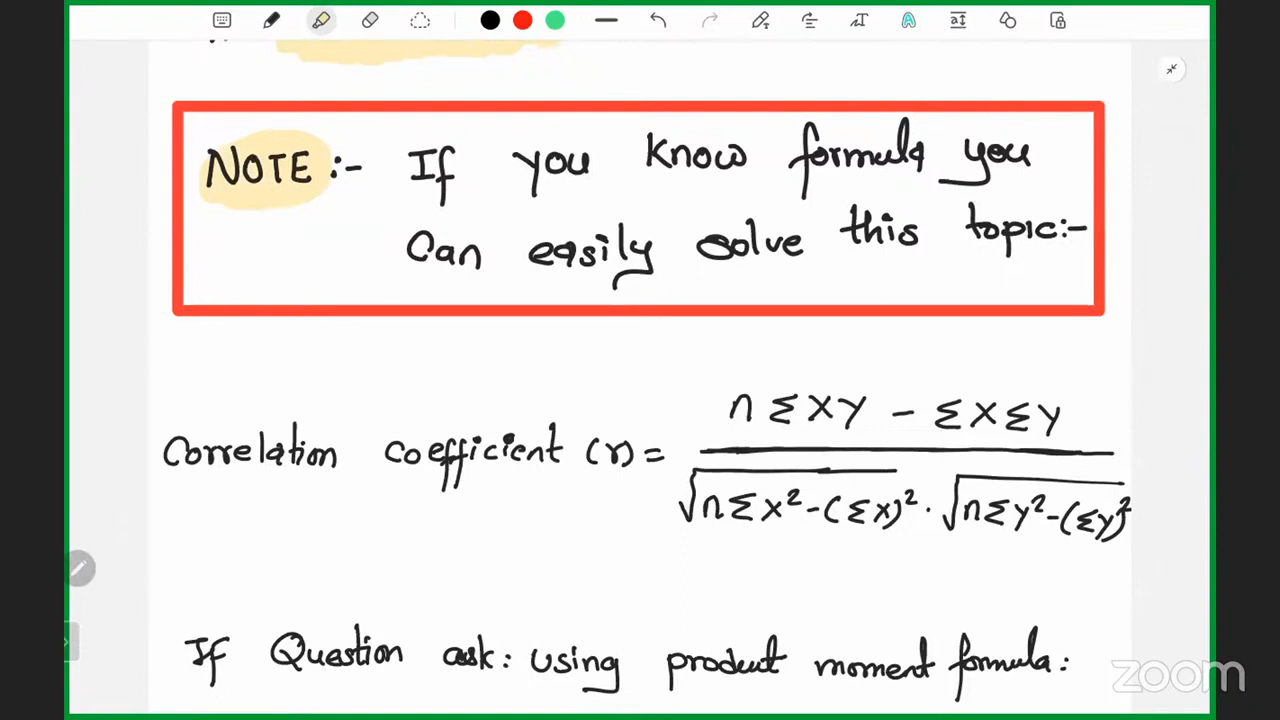 NOTE :- If you know formula you
Can easily solve this topic:-
Correlation coefficient (r) = n ΣXY - ΣXΣY / √nΣX² - (ΣX)² . √nΣY² - (ΣY)²
If Question ask: using product moment formula:
zoom